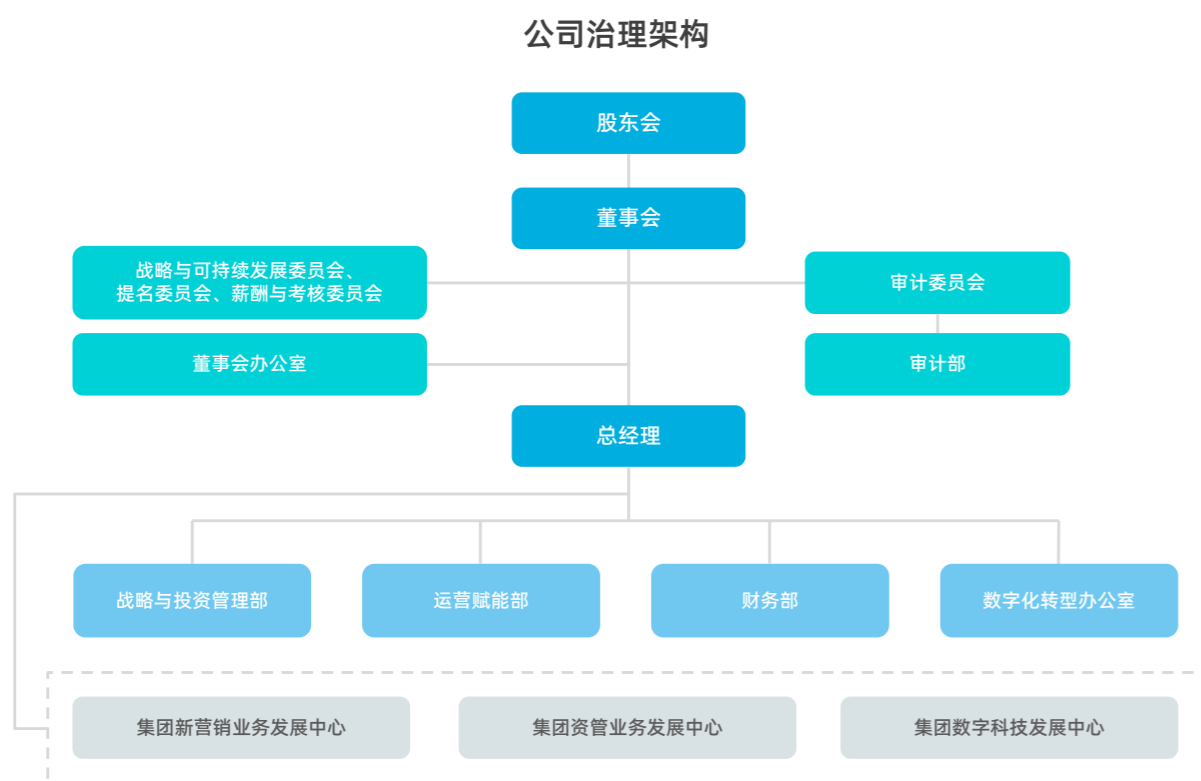 公司治理架构
股东会
董事会
战略与可持续发展委员会、
提名委员会、薪酬与考核委员会
审计委员会
董事会办公室
审计部
总经理
战略与投资管理部
运营赋能部
财务部
数字化转型办公室
集团新营销业务发展中心
集团资管业务发展中心
集团数字科技发展中心